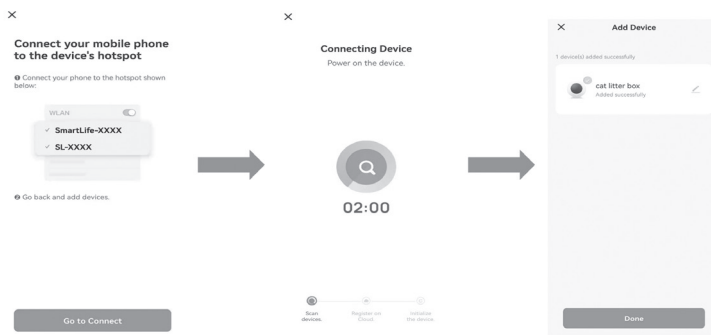 Connect your mobile phone
to the device's hotspot
❶ Connect your phone to the hotspot shown
below:
WLAN
SmartLife-XXXX
SL-XXXX
❷ Go back and add devices.
Go to Connect
Connecting Device
Power on the device.
02:00
Scan
devices.
Register on
Cloud.
Initialize
the device.
Add Device
1 device(s) added successfully
cat litter box
Added successfully
Done